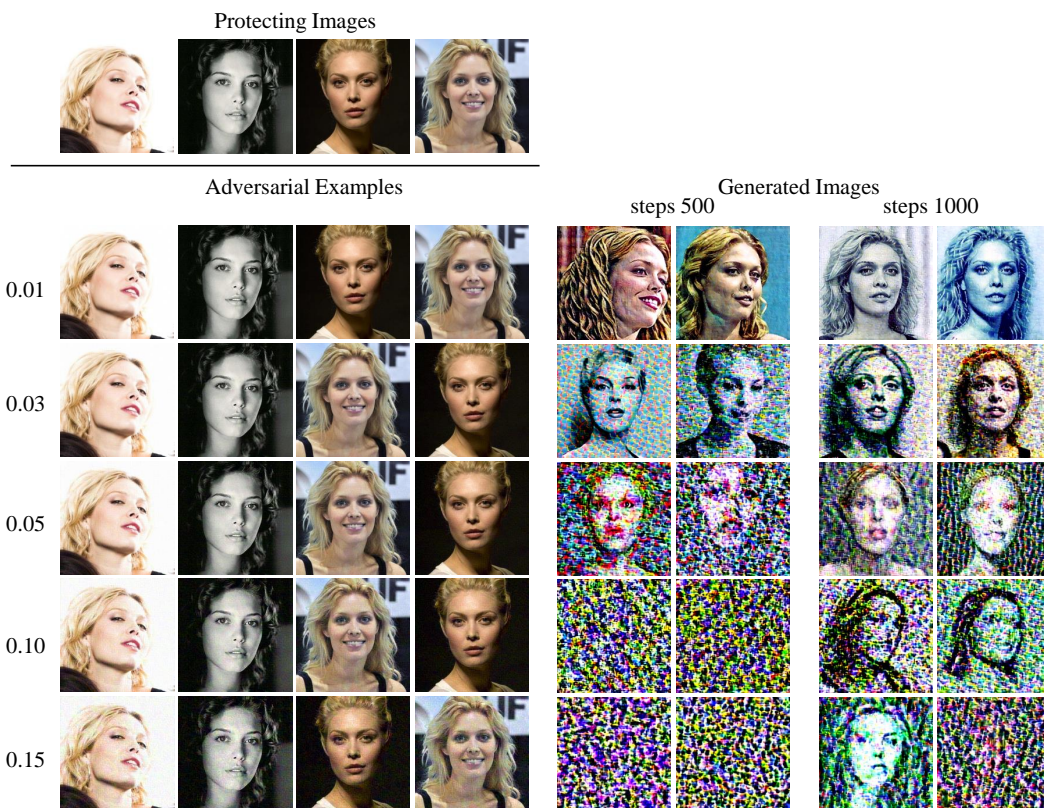 Protecting Images
Adversarial Examples
Generated Images
steps 500
steps 1000
0.01
0.03
0.05
0.10
0.15